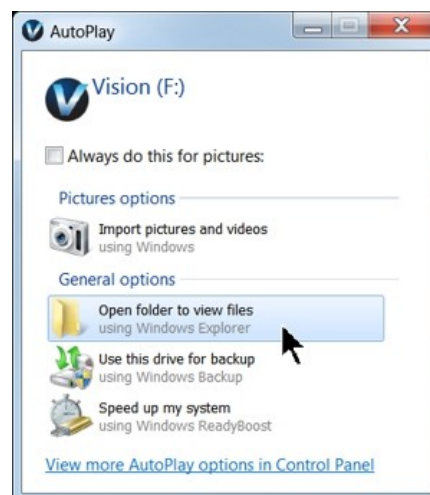 AutoPlay
Vision (F:)
Always do this for pictures:
Pictures options
Import pictures and videos
using Windows
General options
Open folder to view files
using Windows Explorer
Use this drive for backup
using Windows Backup
Speed up my system
using Windows ReadyBoost
View more AutoPlay options in Control Panel